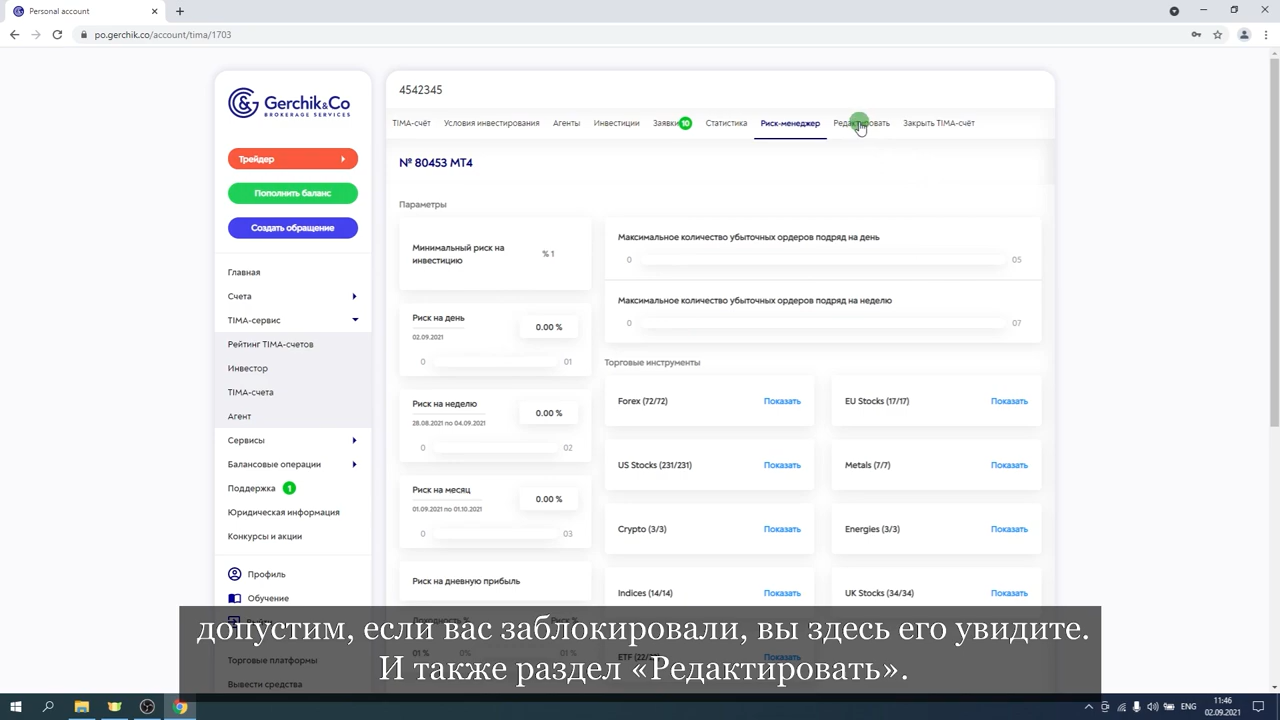 Personal account
po.gerchik.co/account/tima/1703
Gerchik&Co
BROKERAGE SERVICES
Трейдер
Пополнить баланс
Создать обращение
Главная
Счета
TIMA-сервис
Рейтинг TIMA-счетов
Инвестор
TIMA-счета
Агент
Сервисы
Балансовые операции
Поддержка 1
Юридическая информация
Конкурсы и акции
Профиль
Обучение
Торговые платформы
Вывести средства
4542345
TIMA-счёт Условия инвестирования Агенты Инвестиции Заявки 10 Статистика Риск-менеджер Редактировать Закрыть TIMA-счёт
№ 80453 MT4
Параметры
Минимальный риск на инвестицию % 1
Риск на день 0.00 %
02.09.2021
0 01
Риск на неделю 0.00 %
28.08.2021 по 04.09.2021
0 02
Риск на месяц 0.00 %
01.09.2021 по 01.10.2021
0 03
Риск на дневную прибыль
01 % 0%
Максимальное количество убыточных ордеров подряд на день
0 05
Максимальное количество убыточных ордеров подряд на неделю
0 07
Торговые инструменты
Forex (72/72) Показать
EU Stocks (17/17) Показать
US Stocks (231/231) Показать
Metals (7/7) Показать
Crypto (3/3) Показать
Energies (3/3) Показать
Indices (14/14) Показать
UK Stocks (34/34) Показать
допустим, если вас заблокировали, вы здесь его увидите.
И также раздел «Редактировать».
ENG
11:46
02.09.2021